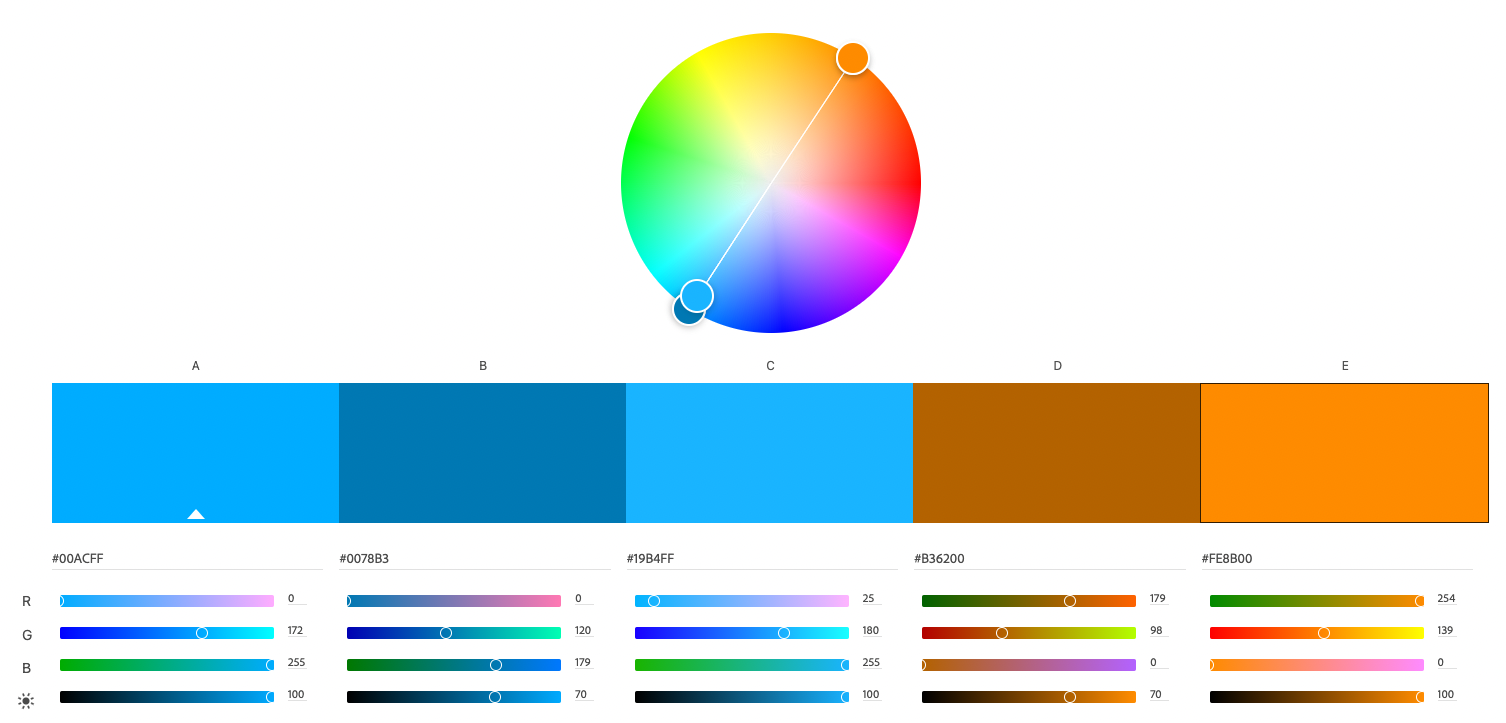 A B C D E
#00ACFF #0078B3 #19B4FF #B36200 #FE8B00
R 0 0 25 179 254
G 172 120 180 98 139
B 255 179 255 0 0
100 70 100 70 100